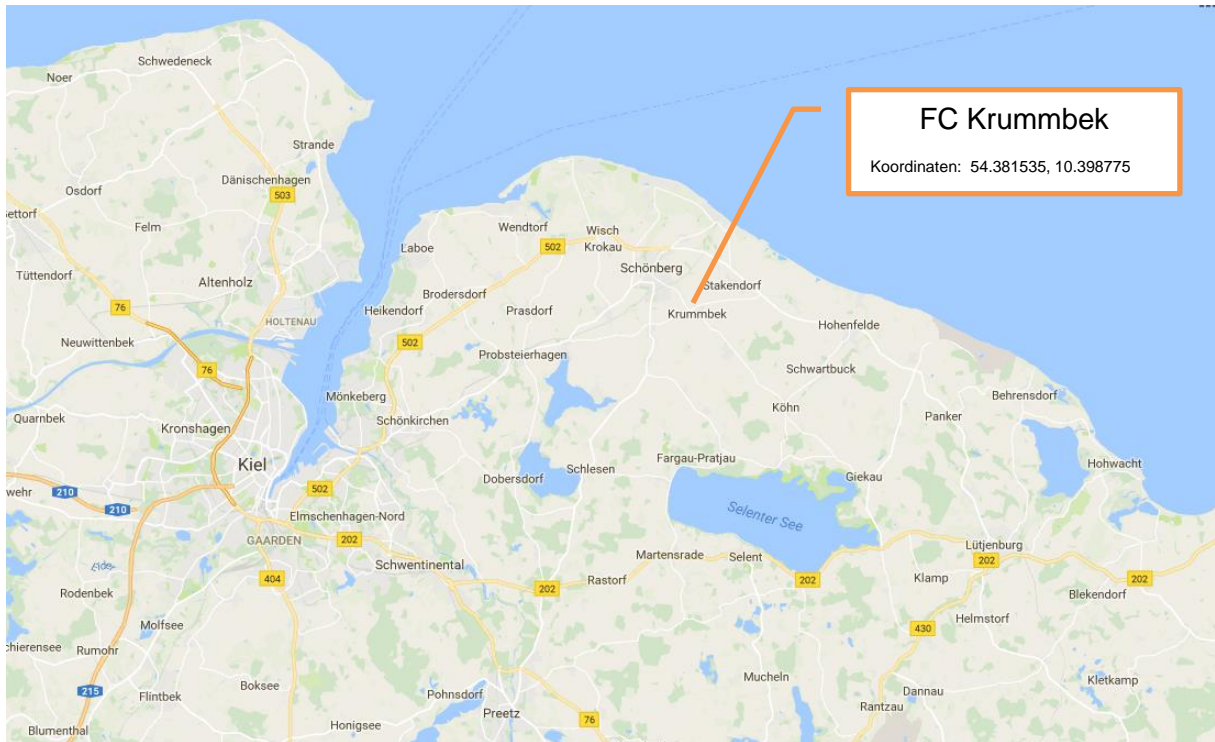 Schwedeneck
Noer
FC Krummbek
Koordinaten: 54.381535, 10.398775
Strande
Dänischenhagen
503
Osdorf
ettorf
Felm
Wendtorf
Wisch
Laboe
502
Krokau
Tüttendorf
Schönberg
Altenholz
Stakendorf
Brodersdorf
76
Heikendorf
Prasdorf
Krummbek
HOLTENAU
Hohenfelde
Neuwittenbek
502
Probsteierhagen
76
Schwartbuck
Mönkeberg
Behrensdorf
Köhn
Quarnbek
Schönkirchen
Panker
Kronshagen
Kiel
Fargau-Pratjau
Hohwacht
Schlesen
Dobersdorf
Giekau
wehr
210
502
210
Selenter See
Elmschenhagen-Nord
GAARDEN
202
Lütjenburg
Martensrade
Selent
202
Eider
Schwentinental
404
Rastorf
202
202
Klamp
202
Rodenbek
Blekendorf
Helmstorf
Molfsee
430
chierensee
Rumohr
Mucheln
Kletkamp
215
Flintbek
Boksee
Pohnsdorf
Dannau
Rantzau
Preetz
76
Blumenthal
Honigsee